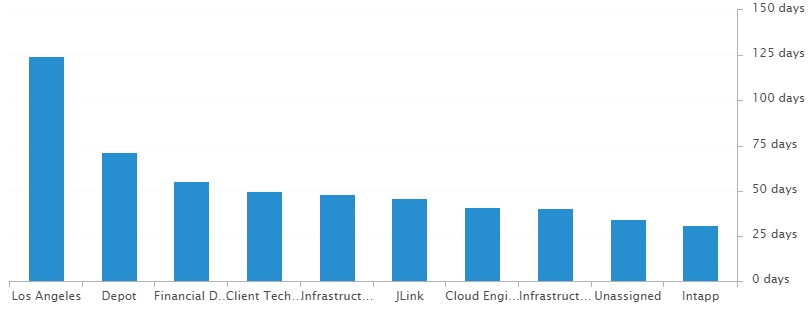 150 days
125 days
100 days
75 days
50 days
25 days
0 days
Los Angeles Depot Financial D... Client Tech... Infrastruct... JLink Cloud Engi... Infrastruct... Unassigned Intapp